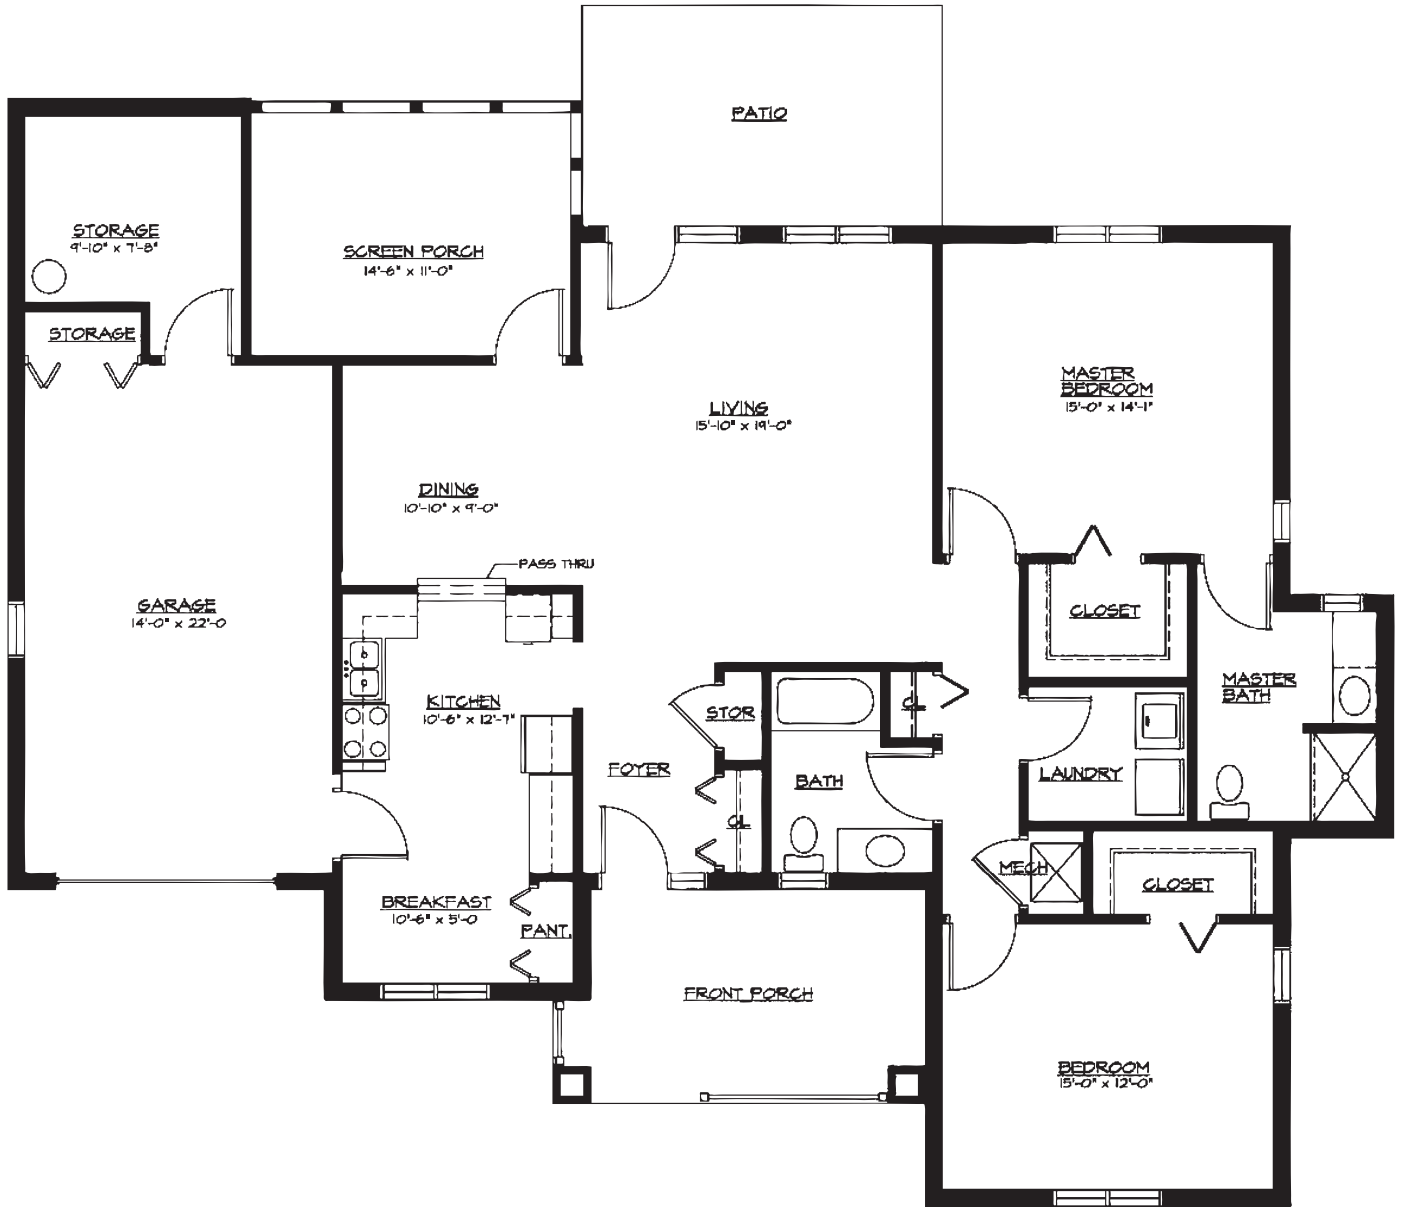 PATIO
STORAGE
9'-10" x 7'-8"
SCREEN PORCH
14'-6" x 11'-0"
STORAGE
MASTER
BEDROOM
15'-0" x 14'-1"
LIVING
15'-10" x 19'-0"
DINING
10'-10" x 9'-0"
PASS THRU
GARAGE
14'-0" x 22'-0
CLOSET
MASTER
BATH
KITCHEN
10'-6" x 12'-7"
STOR
CL
FOYER
LAUNDRY
BATH
CL
MECH
CLOSET
BREAKFAST
10'-6" x 5'-0
PANT.
FRONT PORCH
BEDROOM
15'-0" x 12'-0"